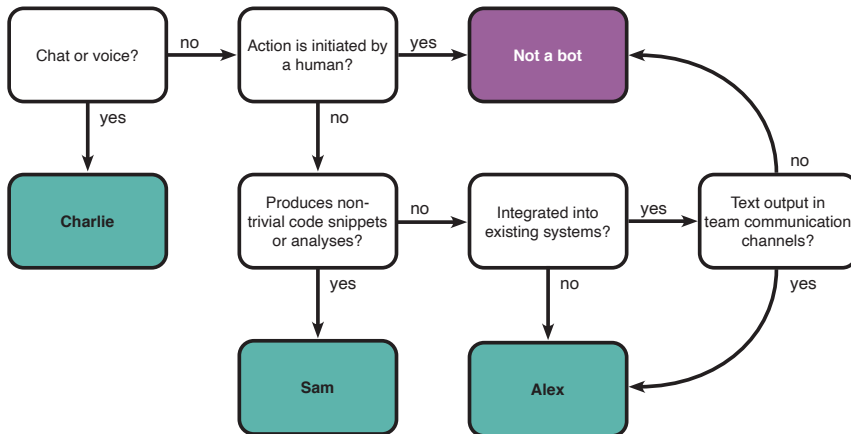 Chat or voice?
no
Action is initiated by
a human?
yes
Not a bot
yes
no
no
Charlie
Produces non-
trivial code snippets
or analyses?
no
Integrated into
existing systems?
yes
Text output in
team communication
channels?
yes
no
yes
Sam
Alex